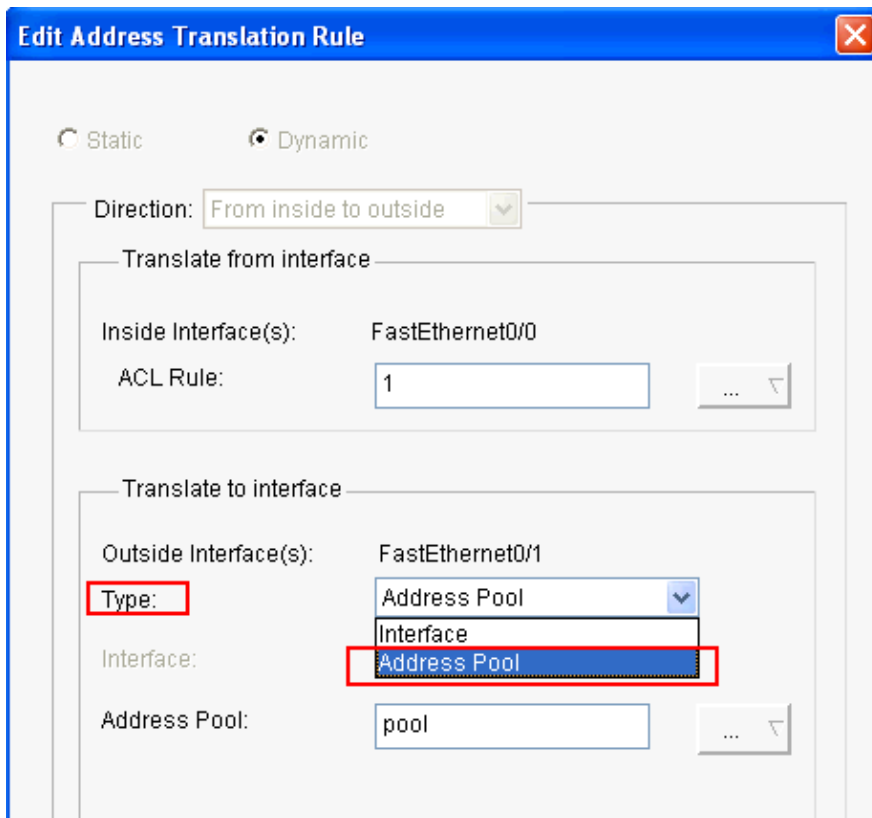 Edit Address Translation Rule
Static Dynamic
Direction: From inside to outside
Translate from interface
Inside Interface(s): FastEthernet0/0
ACL Rule: 1 ...
Translate to interface
Outside Interface(s): FastEthernet0/1
Type: Address Pool
Interface
Interface: Address Pool
Address Pool: pool ...